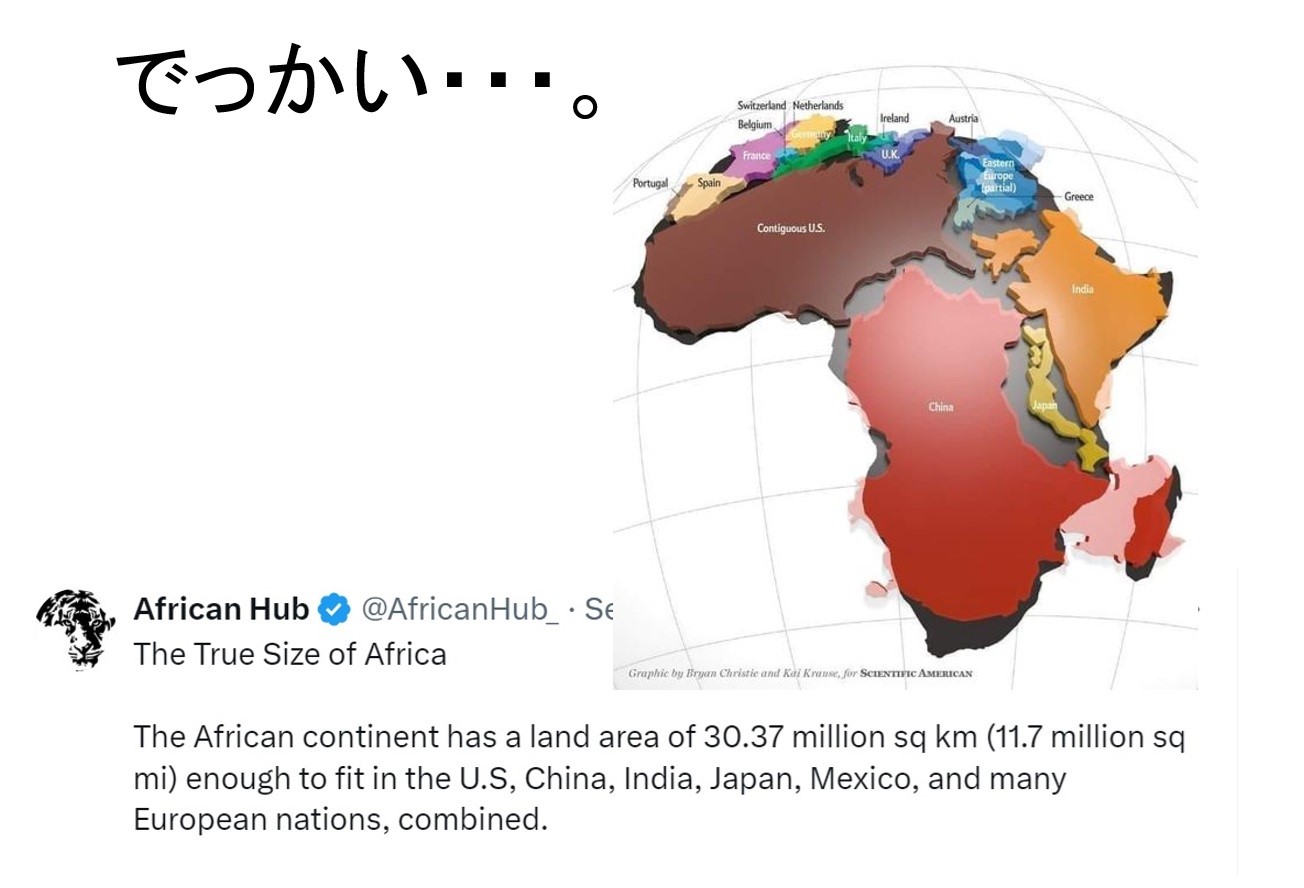 でっかい・・・。
Switzerland Netherlands
Belgium
Ireland
Austria
Germany
Italy
France
U.K.
Eastern
Europe
(partial)
Portugal
Spain
Greece
Contiguous U.S.
India
China
Japan
Graphic by Bryan Christie and Kai Krause, for SCIENTIFIC AMERICAN
African Hub @AfricanHub_ · Se
The True Size of Africa
The African continent has a land area of 30.37 million sq km (11.7 million sq
mi) enough to fit in the U.S, China, India, Japan, Mexico, and many
European nations, combined.